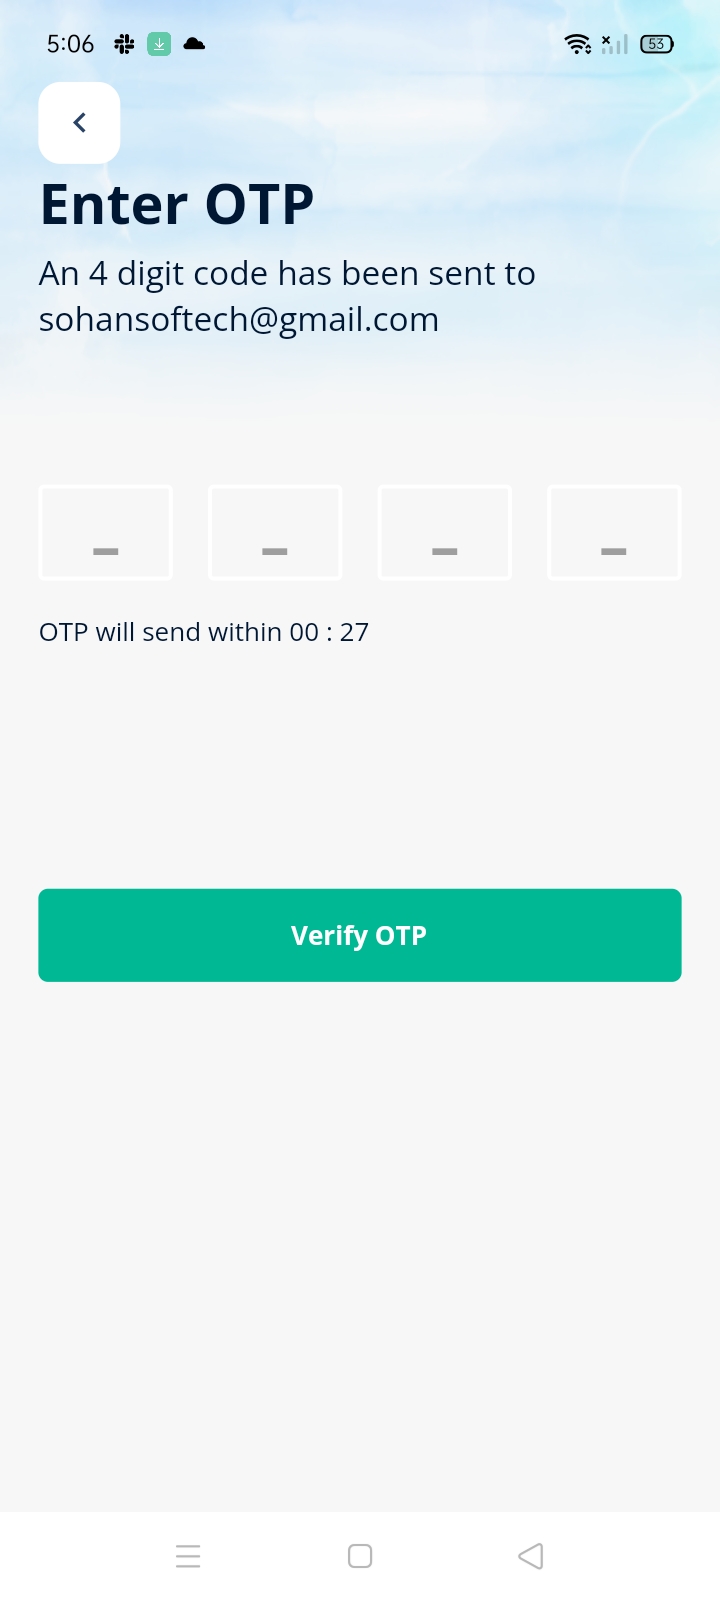 5:06
53
Enter OTP
An 4 digit code has been sent to
sohansoftech@gmail.com
OTP will send within 00 : 27
Verify OTP